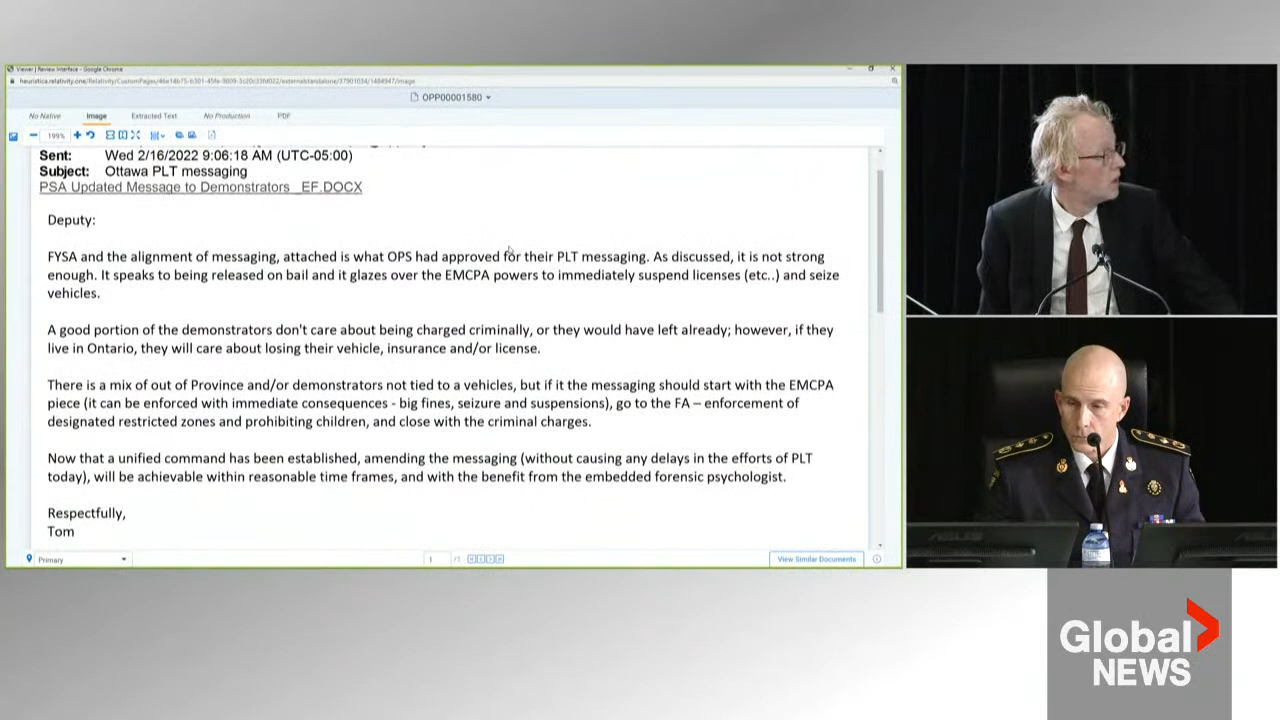 Viewer | Review Interface - Google Chrome
OPP00001580
No Native Image Extracted Text No Production PDF
199%
Sent: Wed 2/16/2022 9:06:18 AM (UTC-05:00)
Subject: Ottawa PLT messaging
PSA Updated Message to Demonstrators _EF.DOCX
Deputy:
FYSA and the alignment of messaging, attached is what OPS had approved for their PLT messaging. As discussed, it is not strong
enough. It speaks to being released on bail and it glazes over the EMCPA powers to immediately suspend licenses (etc..) and seize
vehicles.
A good portion of the demonstrators don't care about being charged criminally, or they would have left already; however, if they
live in Ontario, they will care about losing their vehicle, insurance and/or license.
There is a mix of out of Province and/or demonstrators not tied to a vehicles, but if it the messaging should start with the EMCPA
piece (it can be enforced with immediate consequences - big fines, seizure and suspensions), go to the FA – enforcement of
designated restricted zones and prohibiting children, and close with the criminal charges.
Now that a unified command has been established, amending the messaging (without causing any delays in the efforts of PLT
today), will be achievable within reasonable time frames, and with the benefit from the embedded forensic psychologist.
Respectfully,
Tom
Primary
1
/1
View Similar Documents
ASUS
Global
NEWS